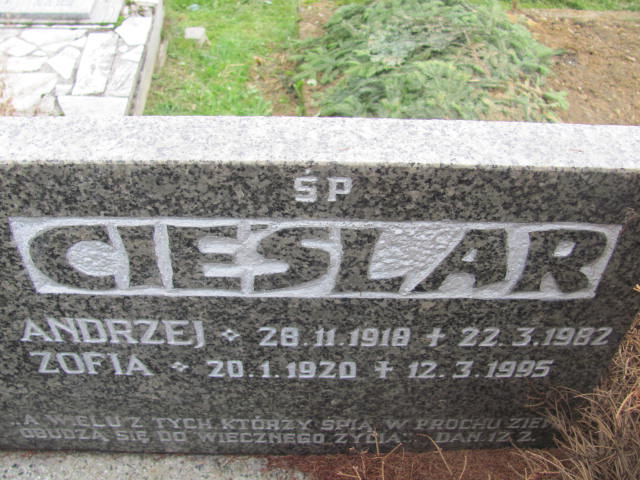 ŚP
CIEŚLAR
ANDRZEJ * 28.11.1918 + 22.3.1982
ZOFIA * 20.1.1920 + 12.3.1995
„A WIELU Z TYCH, KTÓRZY ŚPIĄ W PROCHU ZIEM
OBUDZĄ SIĘ DO WIECZNEGO ŻYCIA" DAN. 12 2.